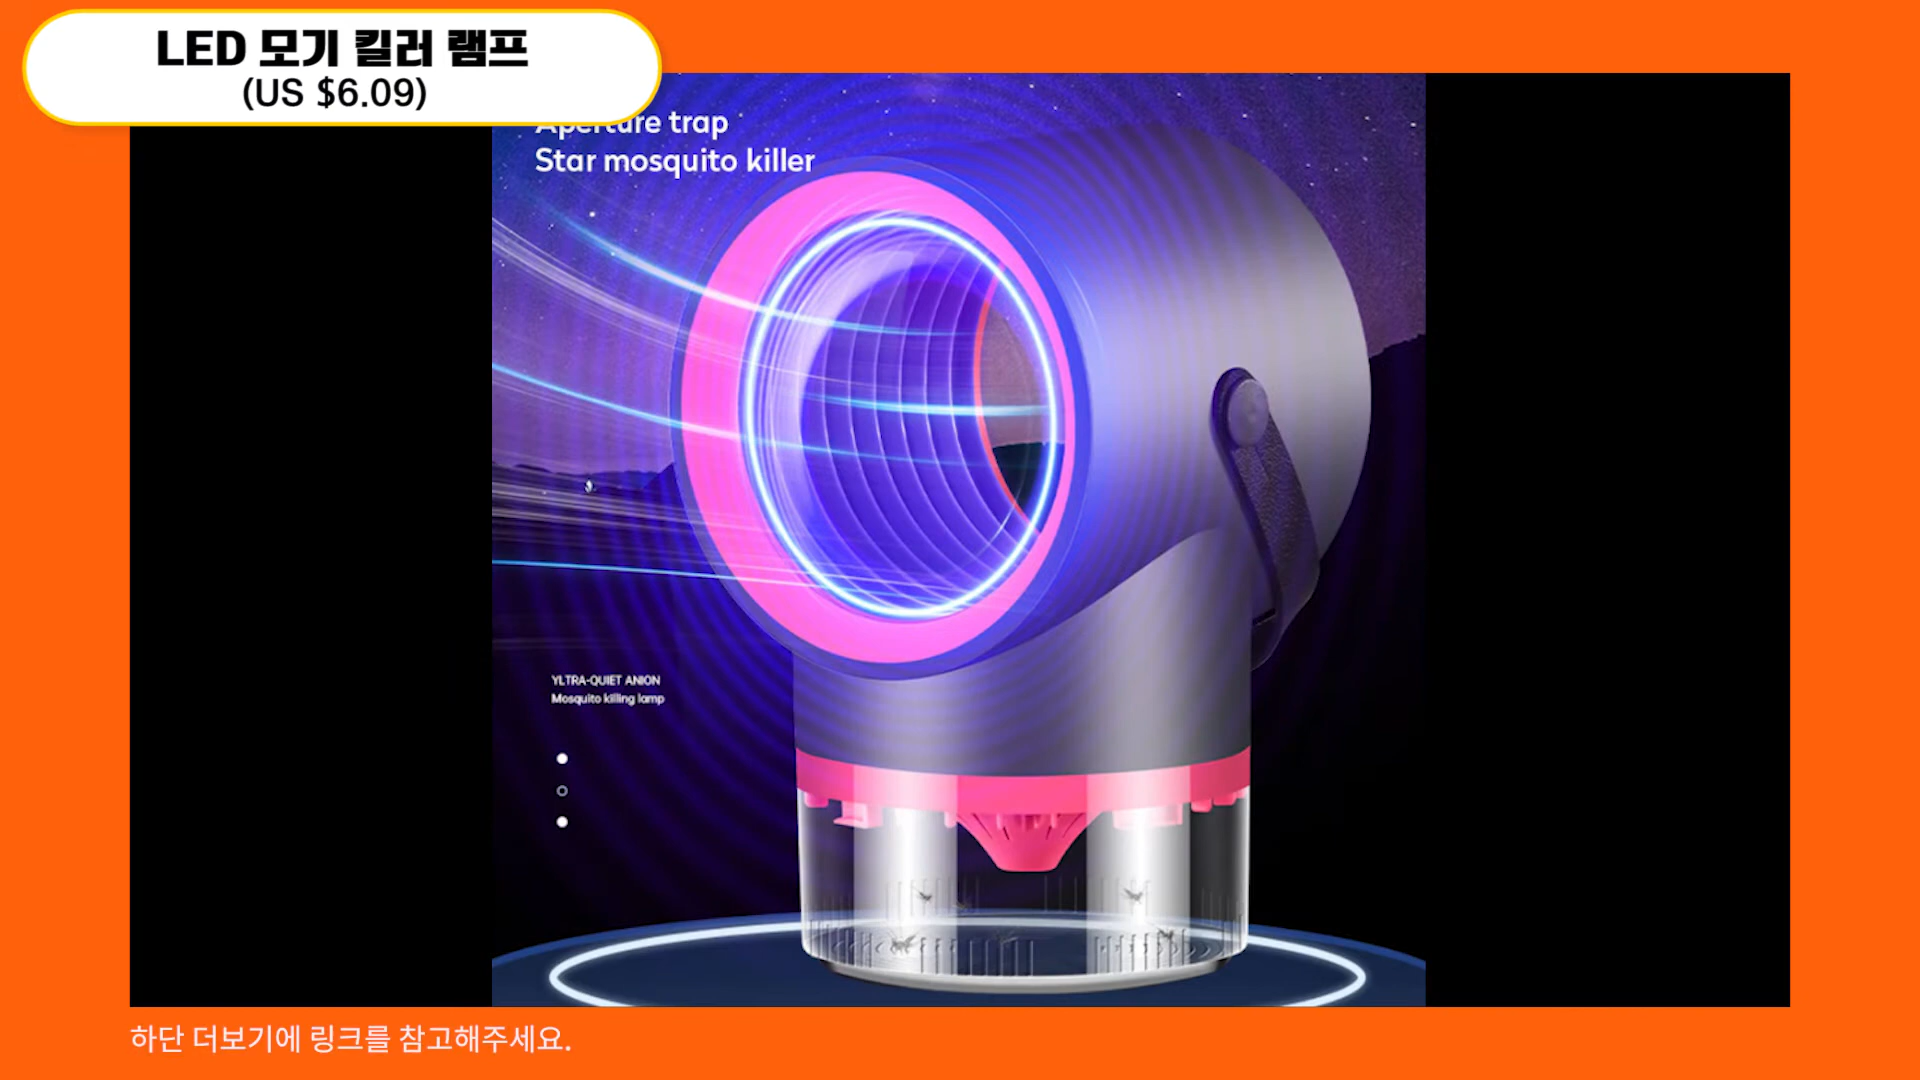 LED 모기 킬러 램프
(US $6.09)
Aperture trap
Star mosquito killer
YLTRA-QUIET ANION
Mosquito killing lamp
하단 더보기에 링크를 참고해주세요.